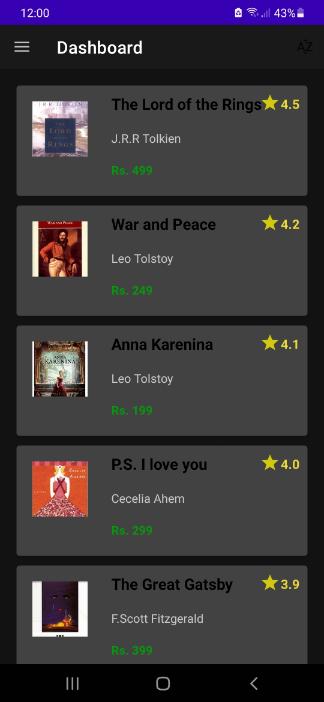 12:00
43%
Dashboard
AZ
The Lord of the Rings
4.5
J.R.R Tolkien
Rs. 499
War and Peace
4.2
Leo Tolstoy
Rs. 249
Anna Karenina
4.1
Leo Tolstoy
Rs. 199
P.S. I love you
4.0
Cecelia Ahem
Rs. 299
The Great Gatsby
3.9
F.Scott Fitzgerald
Rs. 399